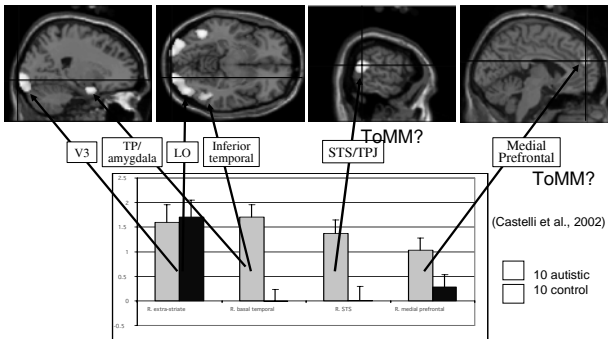 V3
TP/
amygdala
LO
Inferior
temporal
STS/TPJ
ToMM?
Medial
Prefrontal
ToMM?
(Castelli et al., 2002)
10 autistic
10 control
2.5
2
1.5
1
0.5
0
-0.5
R. extra-striate
R. basal temporal
R. STS
R. medial prefrontal